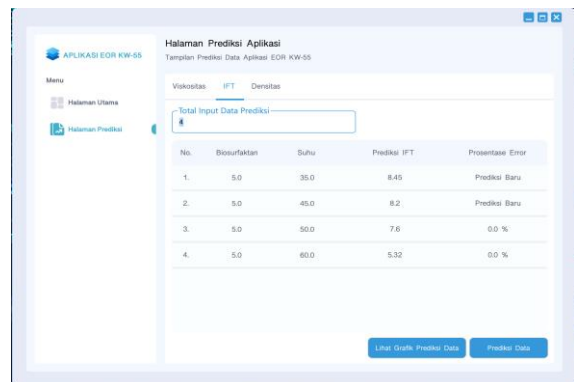 APLIKASI EOR KW-55
Menu
Halaman Utama
Halaman Prediksi
Halaman Prediksi Aplikasi
Tampilan Prediksi Data Aplikasi EOR KW-55
Viskositas IFT Densitas
Total Input Data Prediksi
4
No. Biosurfaktan Suhu Prediksi IFT Prosentase Error
1. 5.0 35.0 8.45 Prediksi Baru
2. 5.0 45.0 8.2 Prediksi Baru
3. 5.0 50.0 7.6 0.0 %
4. 5.0 60.0 5.32 0.0 %
Lihat Grafik Prediksi Data Prediksi Data